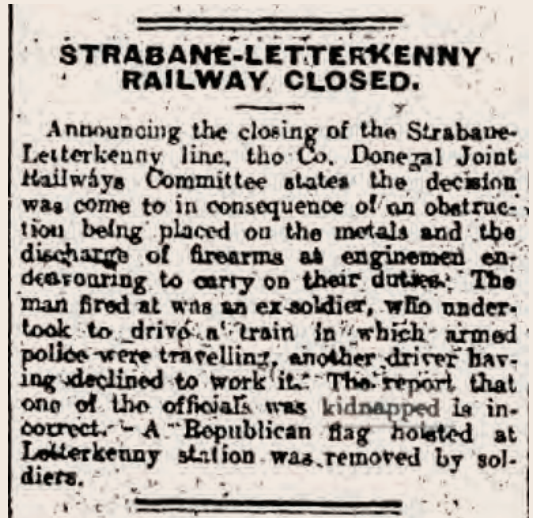 STRABANE-LETTERKENNY
RAILWAY CLOSED.
Announcing the closing of the Strabane-
Letterkenny line, the Co. Donegal Joint
Railways Committee states the decision
was come to in consequence of an obstruc-
tion being placed on the metals and the
discharge of firearms at enginemen en-
deavouring to carry on their duties. The
man fired at was an ex-soldier, who under-
took to drive a train in which armed
police were travelling, another driver hav-
ing declined to work it. The report that
one of the officials was kidnapped is in-
correct. - A Republican flag hoisted at
Letterkenny station was removed by sol-
diers.